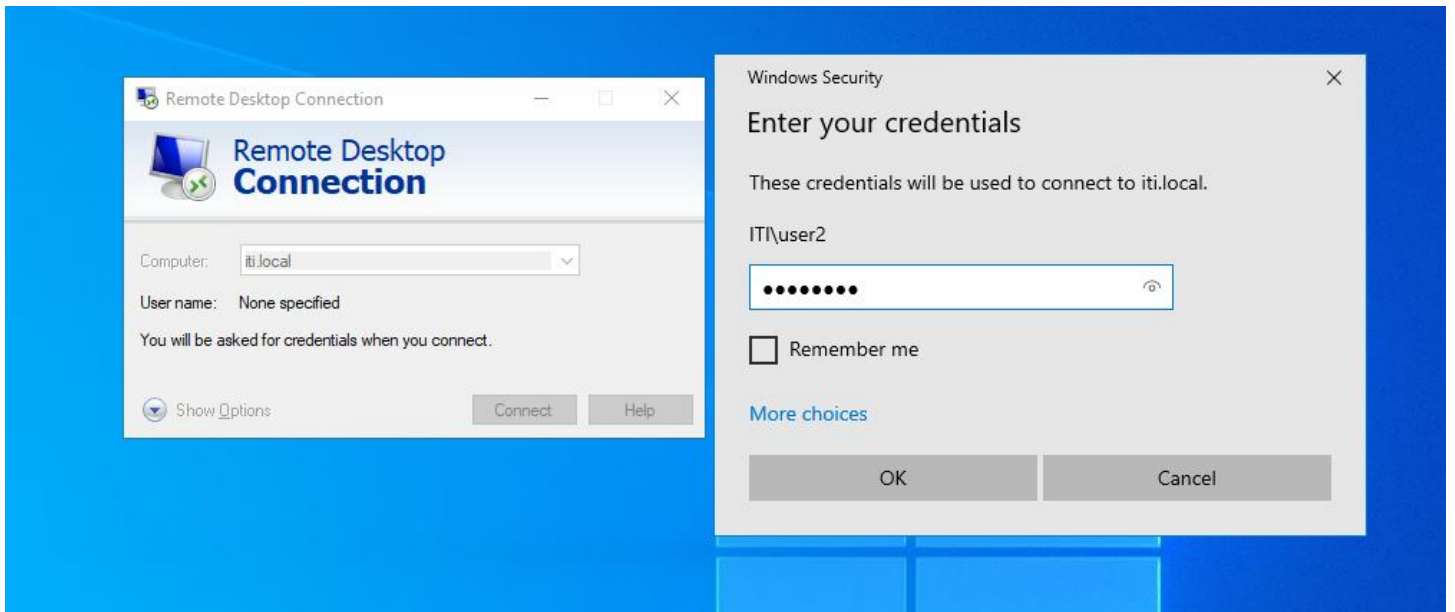 Remote Desktop Connection
Remote Desktop
Connection
Computer: iti.local
User name: None specified
You will be asked for credentials when you connect.
Show Options
Connect Help
Windows Security
Enter your credentials
These credentials will be used to connect to iti.local.
ITI\user2
●●●●●●●●
Remember me
More choices
OK Cancel